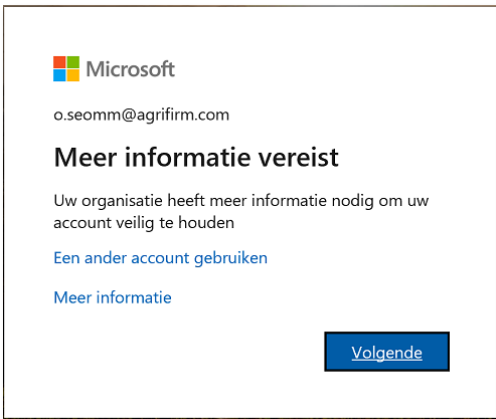 Microsoft
o.seomm@agrifirm.com
Meer informatie vereist
Uw organisatie heeft meer informatie nodig om uw
account veilig te houden
Een ander account gebruiken
Meer informatie
Volgende